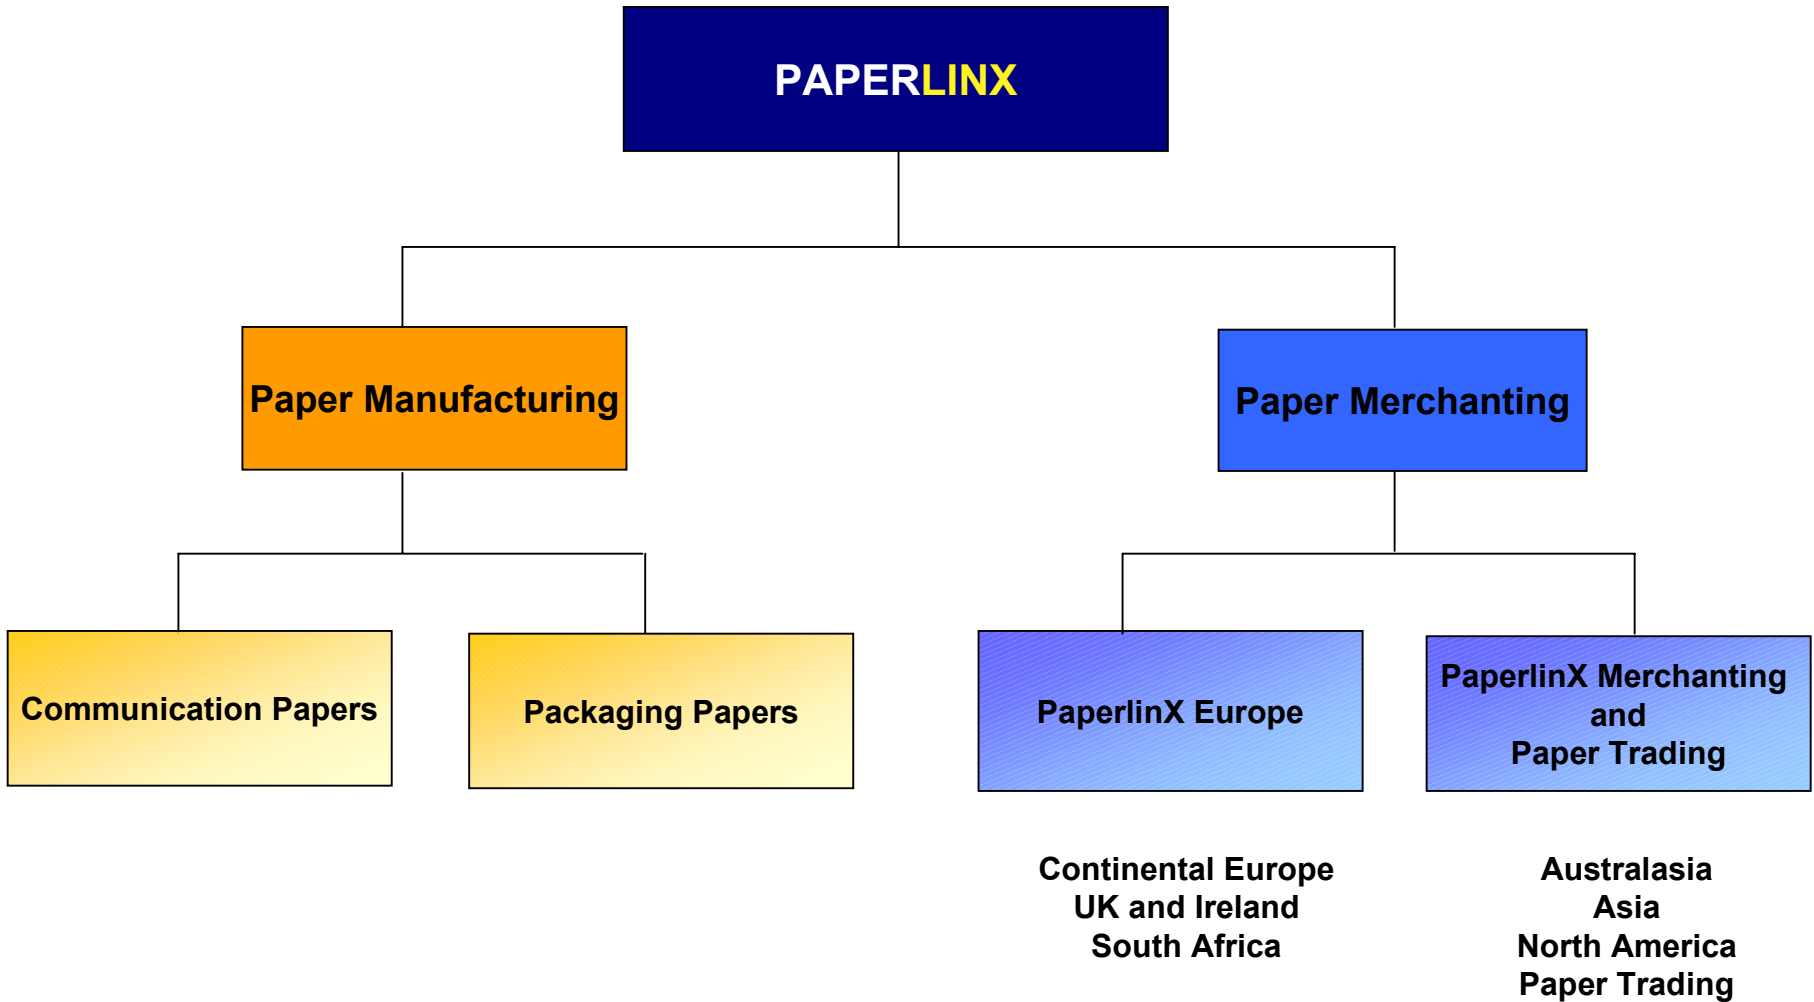 PAPERLINX
Paper Manufacturing
Paper Merchanting
Communication Papers
Packaging Papers
PaperlinX Europe
PaperlinX Merchanting
and
Paper Trading
Continental Europe
UK and Ireland
South Africa
Australasia
Asia
North America
Paper Trading